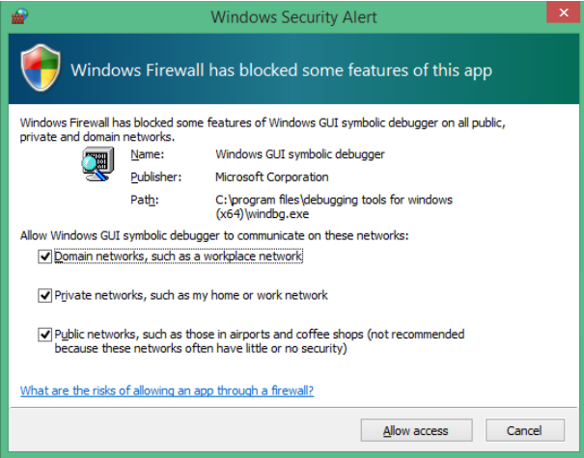 Windows Security Alert
Windows Firewall has blocked some features of this app
Windows Firewall has blocked some features of Windows GUI symbolic debugger on all public,
private and domain networks.
Name: Windows GUI symbolic debugger
Publisher: Microsoft Corporation
Path: C:\program files\debugging tools for windows
(x64)\windbg.exe
Allow Windows GUI symbolic debugger to communicate on these networks:
Domain networks, such as a workplace network
Private networks, such as my home or work network
Public networks, such as those in airports and coffee shops (not recommended
because these networks often have little or no security)
What are the risks of allowing an app through a firewall?
Allow access Cancel